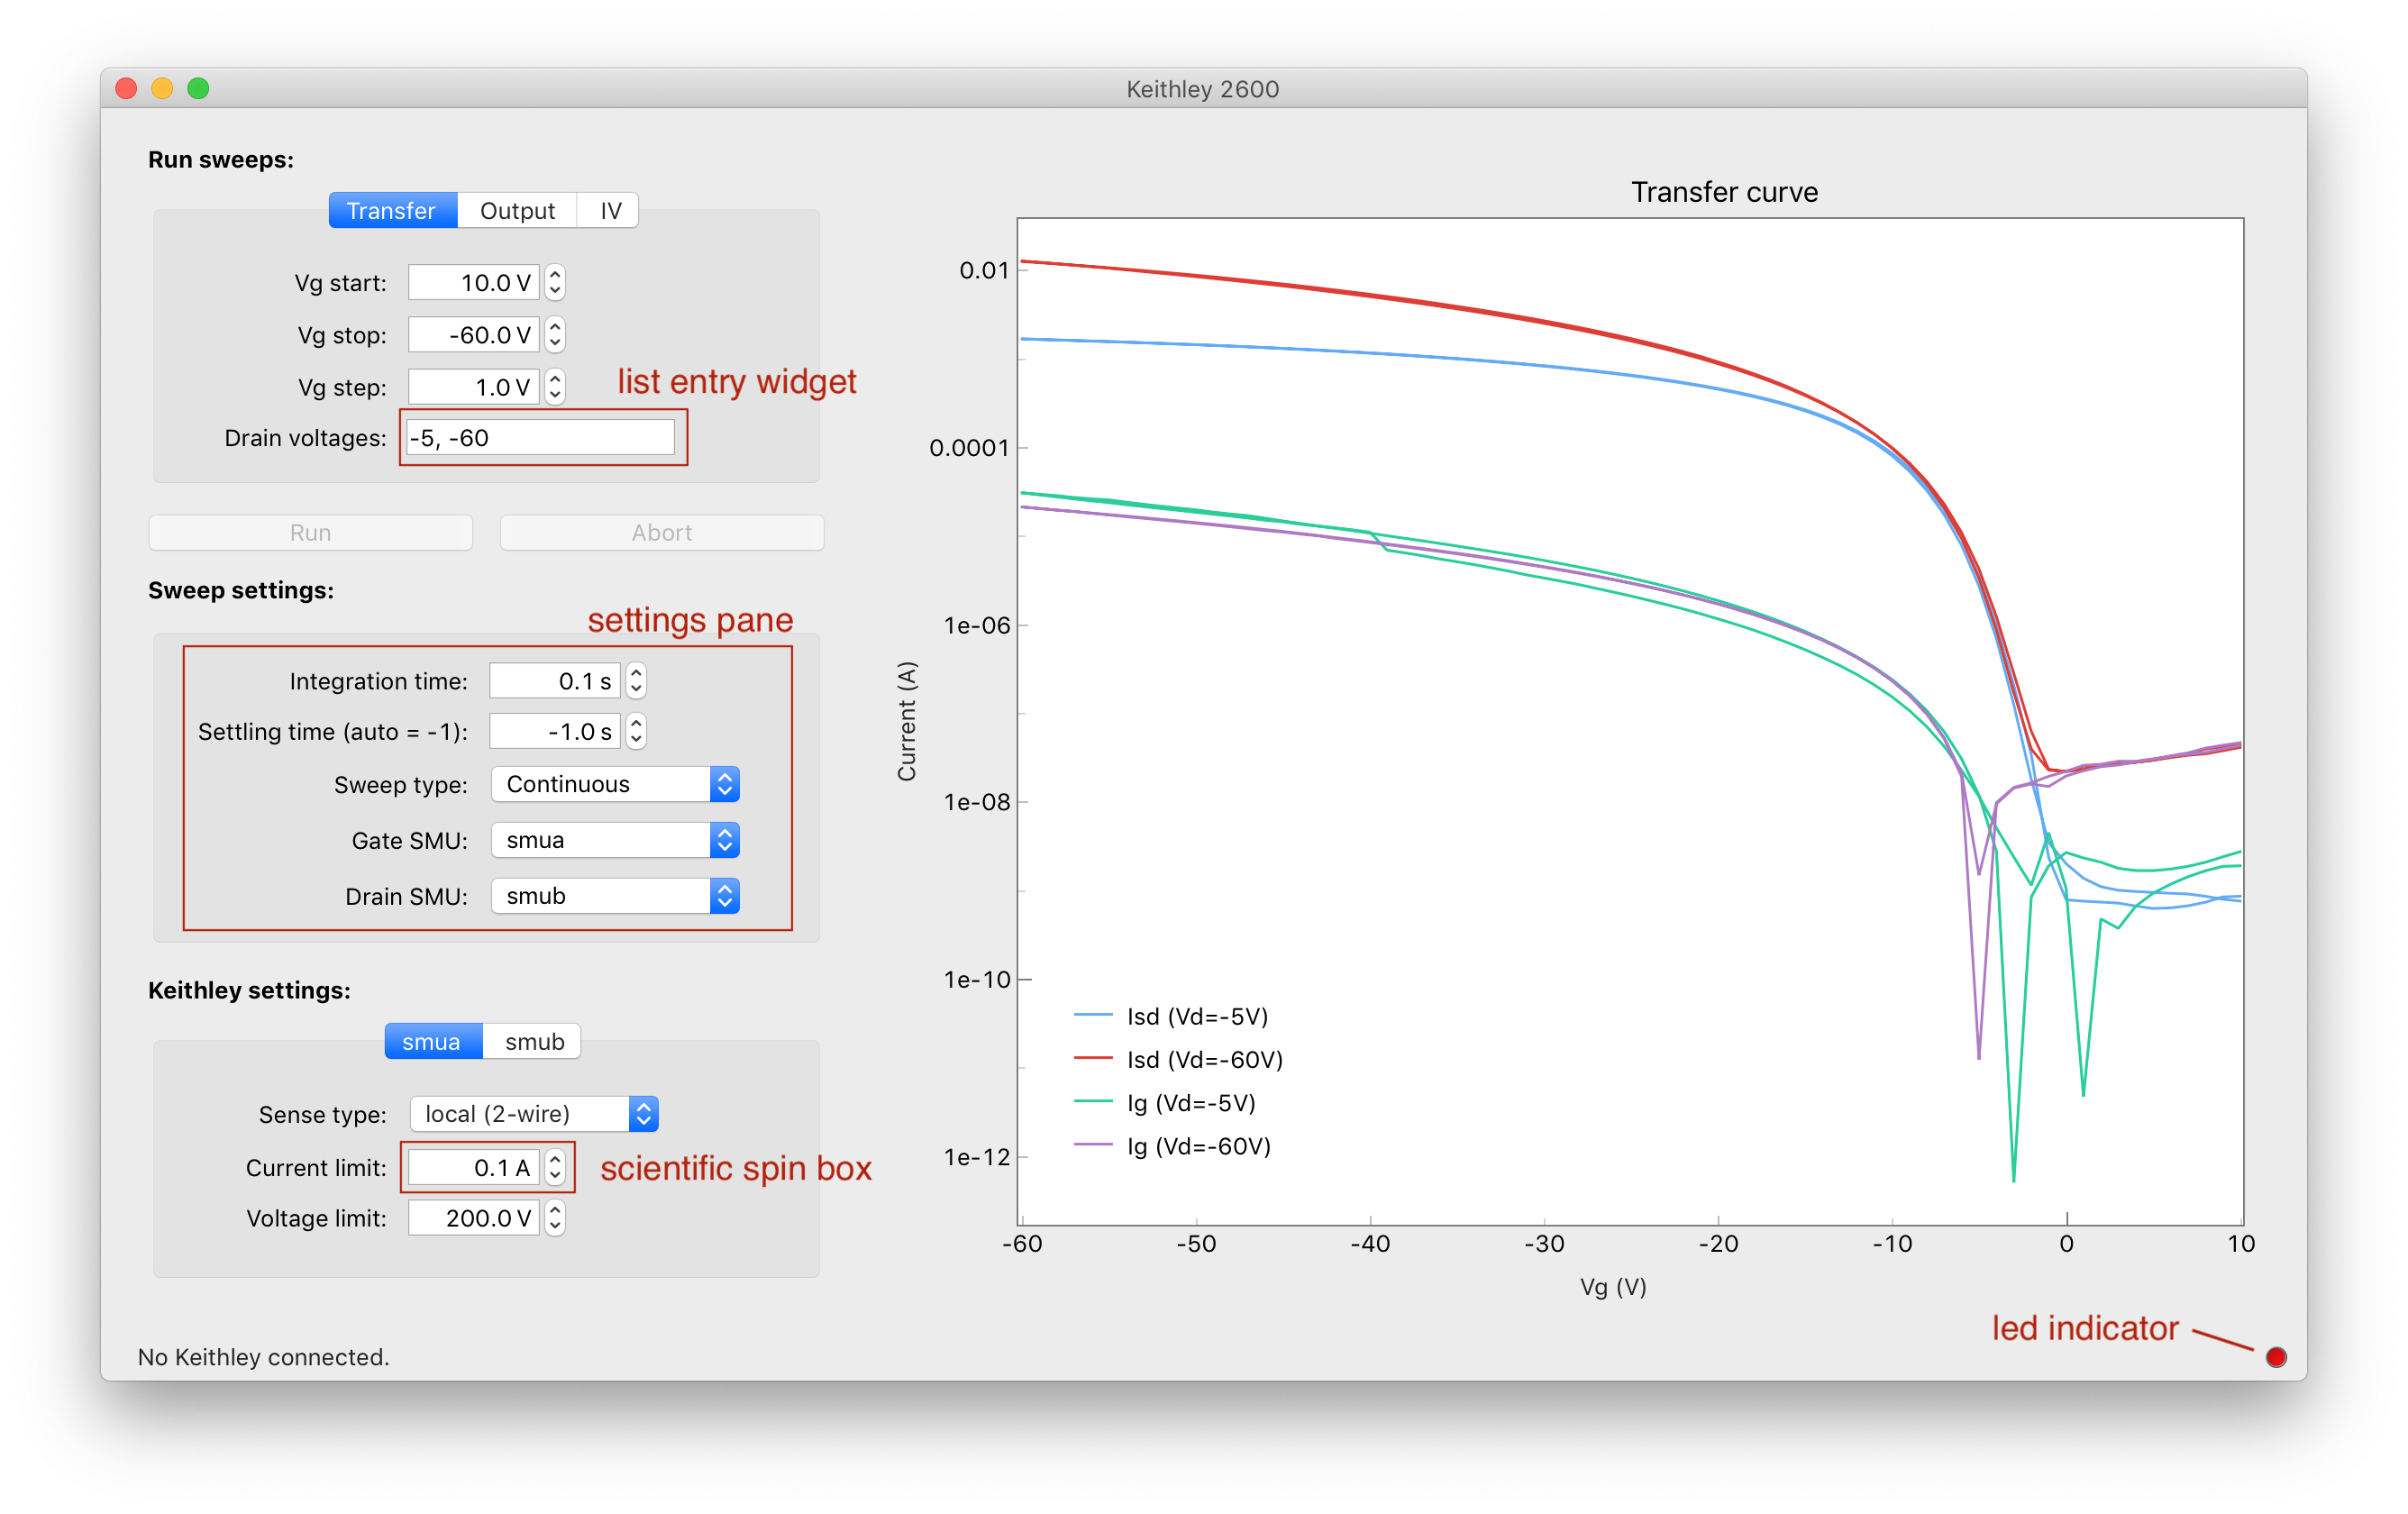 Keithley 2600
Run sweeps:
Transfer Output IV
Vg start: 10.0 V
Vg stop: -60.0 V
Vg step: 1.0 V
list entry widget
Drain voltages: -5, -60
Run Abort
Sweep settings:
settings pane
Integration time: 0.1 s
Settling time (auto = -1): -1.0 s
Sweep type: Continuous
Gate SMU: smua
Drain SMU: smub
Keithley settings:
smua smub
Sense type: local (2-wire)
Current limit: 0.1 A scientific spin box
Voltage limit: 200.0 V
No Keithley connected.
Transfer curve
0.01
0.0001
1e-06
1e-08
1e-10
1e-12
Current (A)
Isd (Vd=-5V)
Isd (Vd=-60V)
Ig (Vd=-5V)
Ig (Vd=-60V)
-60 -50 -40 -30 -20 -10 0 10
Vg (V)
led indicator